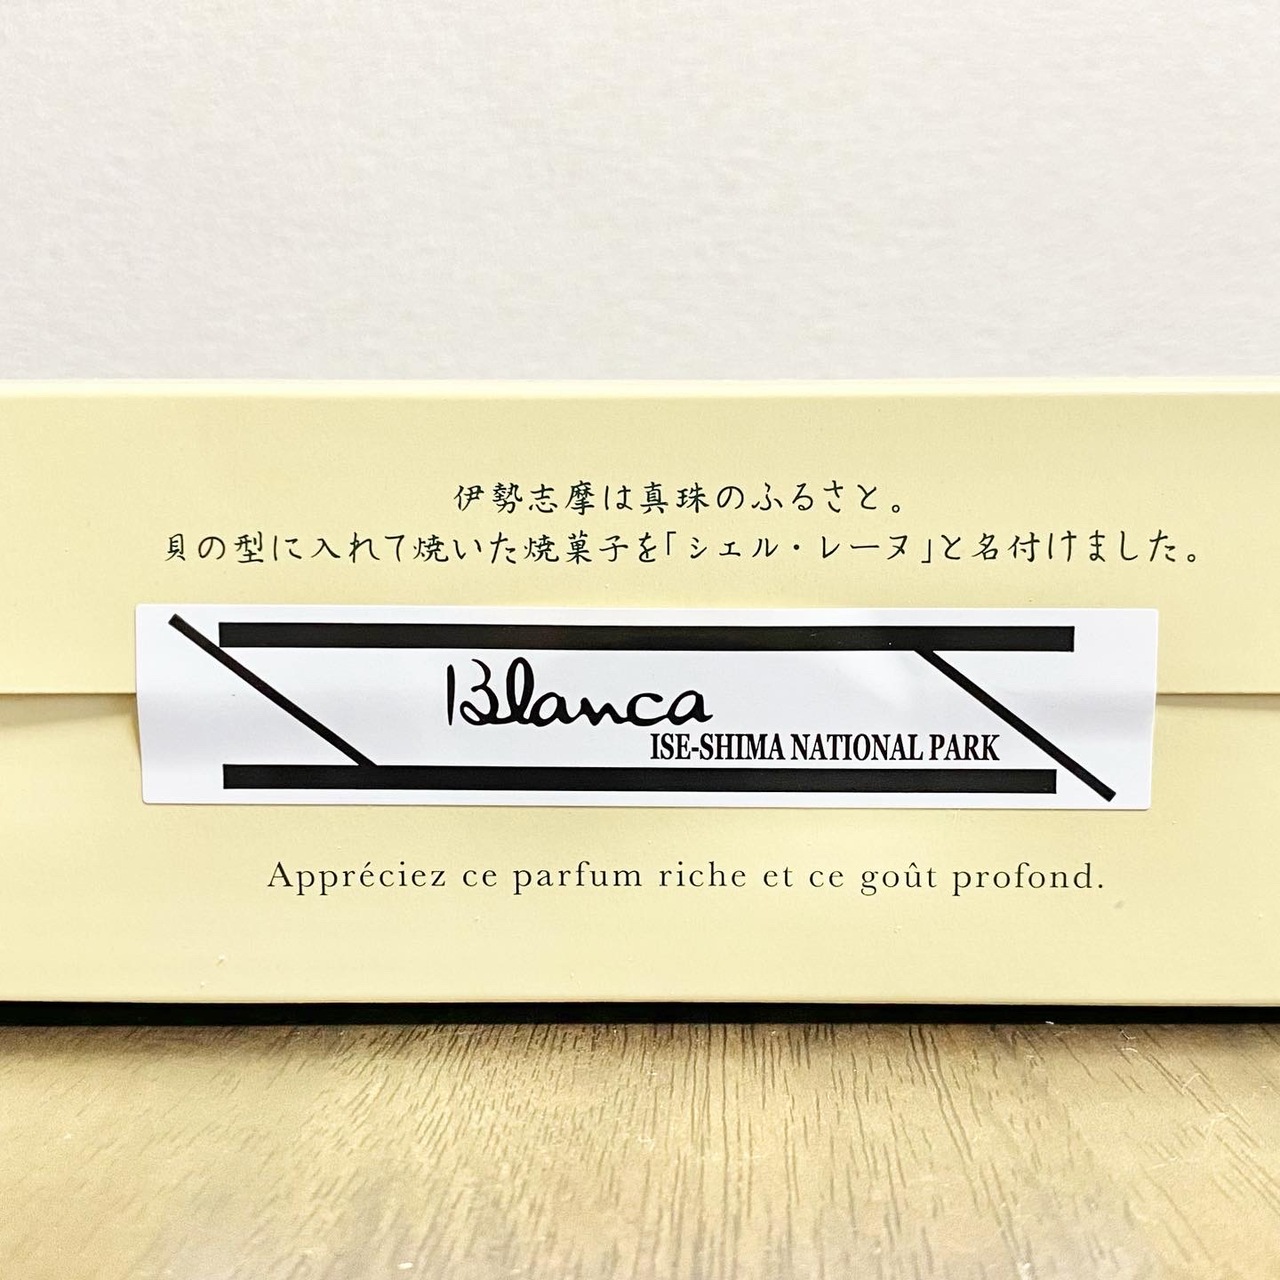 伊勢志摩は真珠のふるさと。
貝の型に入れて焼いた焼菓子を「シェル・レーヌ」と名付けました。
Blanca
ISE-SHIMA NATIONAL PARK
Appréciez ce parfum riche et ce goût profond.